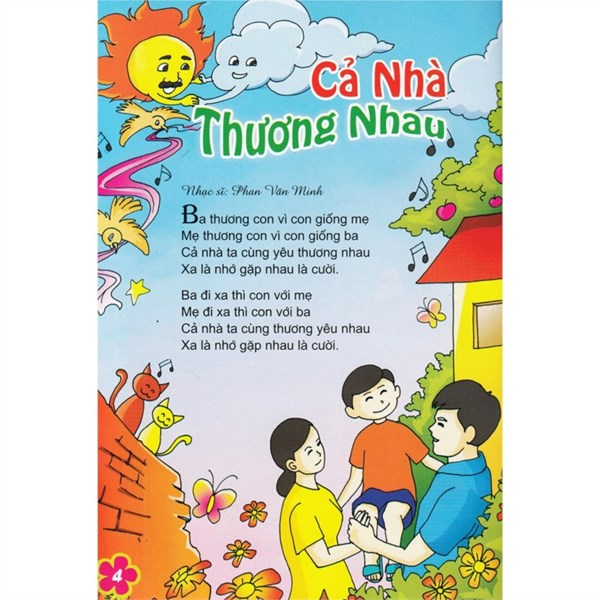 Cả Nhà
Thương Nhau
Nhạc sĩ: Phan Văn Minh
Ba thương con vì con giống mẹ
Mẹ thương con vì con giống ba
Cả nhà ta cùng yêu thương nhau
Xa là nhớ gặp nhau là cười.
Ba đi xa thì con với mẹ
Mẹ đi xa thì con với ba
Cả nhà ta cùng thương yêu nhau
Xa là nhớ gặp nhau là cười.
4